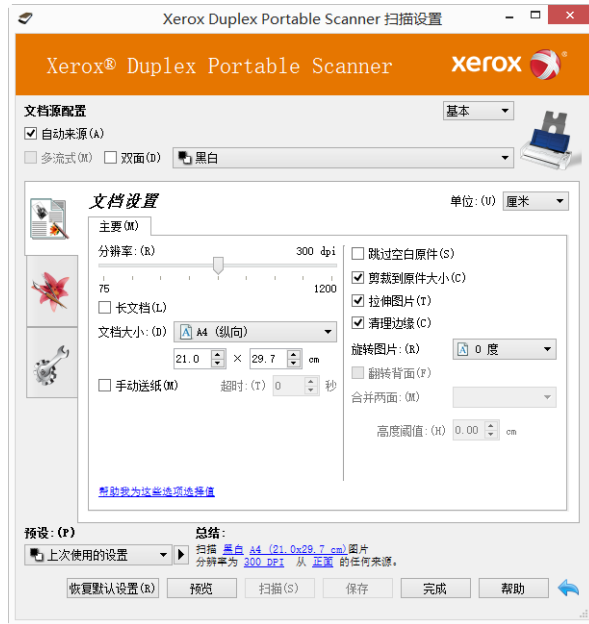 Xerox Duplex Portable Scanner 扫描设置
Xerox® Duplex Portable Scanner
xerox
文档源配置
基本
自动来源(A)
多流式(M) 双面(D) 黑白
文档设置 单位:(U) 厘米
主要(M)
分辨率:(R) 300 dpi
75 1200
长文档(L)
文档大小:(D) A4 (纵向)
21.0 × 29.7 cm
手动送纸(M) 超时:(T) 0 秒
跳过空白原件(S)
剪裁到原件大小(C)
拉伸图片(T)
清理边缘(C)
旋转图片:(R) 0 度
翻转背面(F)
合并两面:(M)
高度阈值:(H) 0.00 cm
帮助我为这些选项选择值
预设:(P)
上次使用的设置
总结:
扫描 黑白 A4 (21.0x29.7 cm)图片
分辨率为 300 DPI 从 正面 的任何来源。
恢复默认设置(R) 预览 扫描(S) 保存 完成 帮助